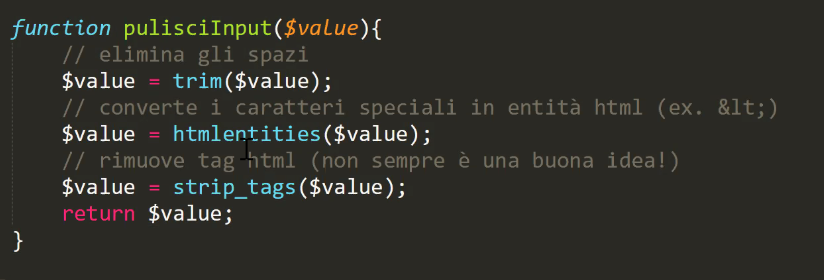 function pulisciInput($value){
// elimina gli spazi
$value = trim($value);
// converte i caratteri speciali in entità html (ex. &lt;)
$value = htmlentities($value);
// rimuove tag html (non sempre è una buona idea!)
$value = strip_tags($value);
return $value;
}